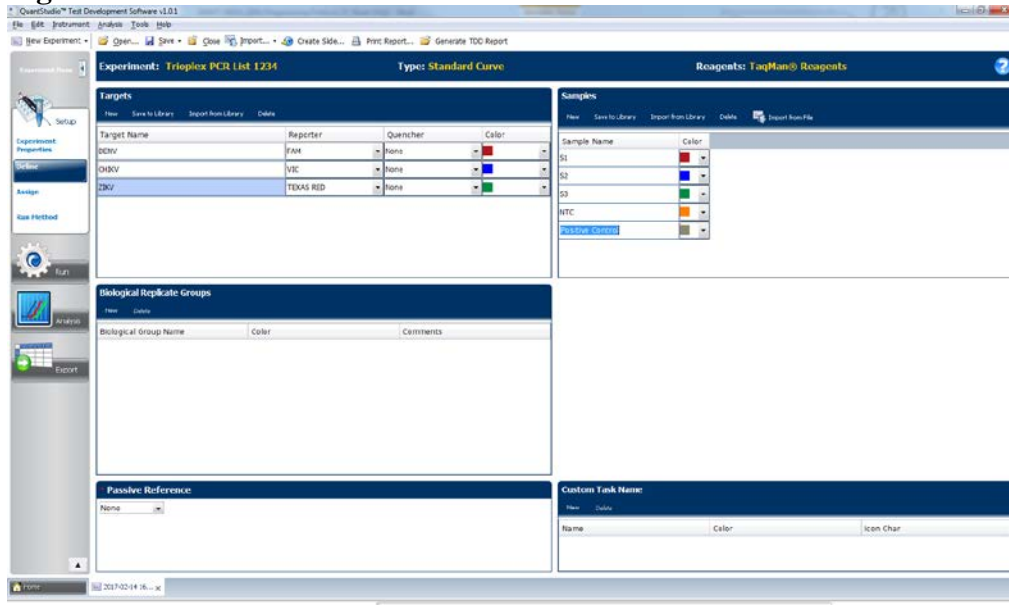 QuantStudio™ Test Development Software v1.0.1
File Edit Instrument Analysis Tools Help
New Experiment Open... Save Close Import... Create Slide... Print Report... Generate TDD Report
Experiment: Trioplex PCR List 1234 Type: Standard Curve Reagents: TaqMan® Reagents
Setup
Experiment Properties
Define
Assign
Run Method
Run
Analysis
Export
Targets
New Save to Library Import from Library Delete
Target Name Reporter Quencher Color
DENV FAM None
CHIKV VIC None
ZIKV TEXAS RED None
Samples
New Save to Library Import from Library Delete Import from File
Sample Name Color
S1
S2
S3
NTC
Positive Control
Biological Replicate Groups
New Delete
Biological Group Name Color Comments
Passive Reference
None
Custom Task Name
New Delete
Name Color Icon Char
Home 2017-02-14 16...